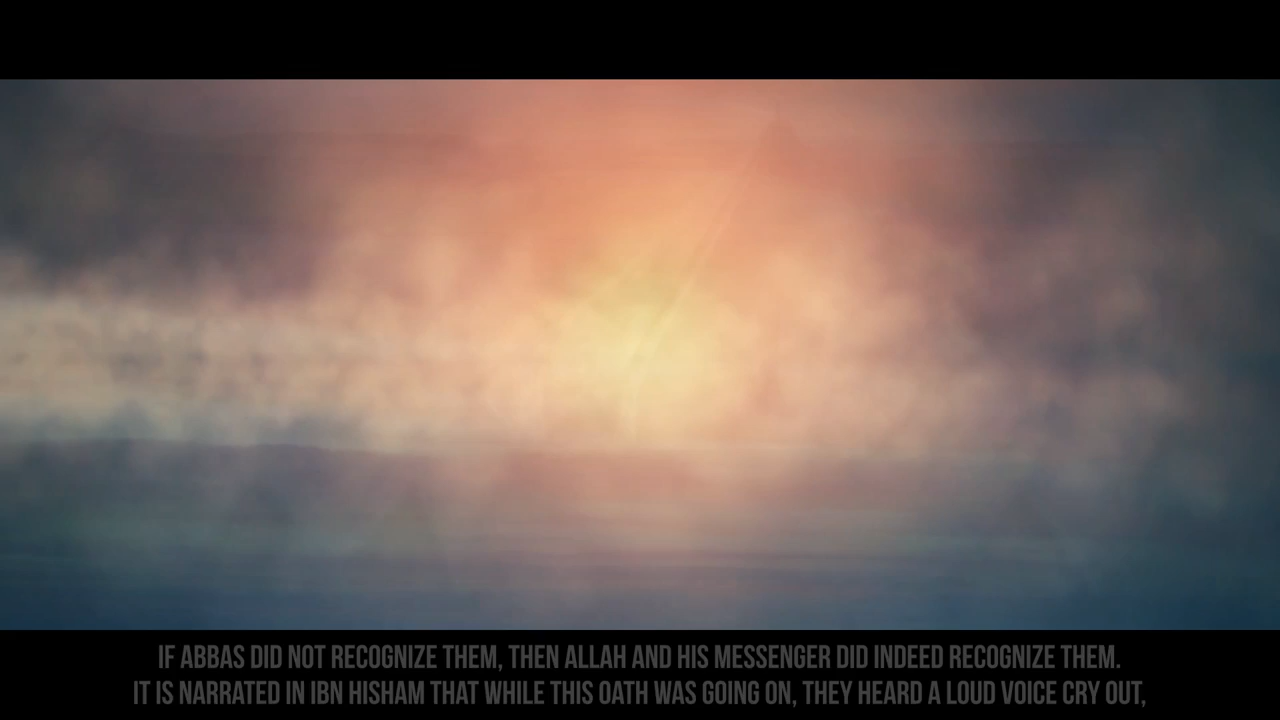 IF ABBAS DID NOT RECOGNIZE THEM, THEN ALLAH AND HIS MESSENGER DID INDEED RECOGNIZE THEM.
IT IS NARRATED IN IBN HISHAM THAT WHILE THIS OATH WAS GOING ON, THEY HEARD A LOUD VOICE CRY OUT,